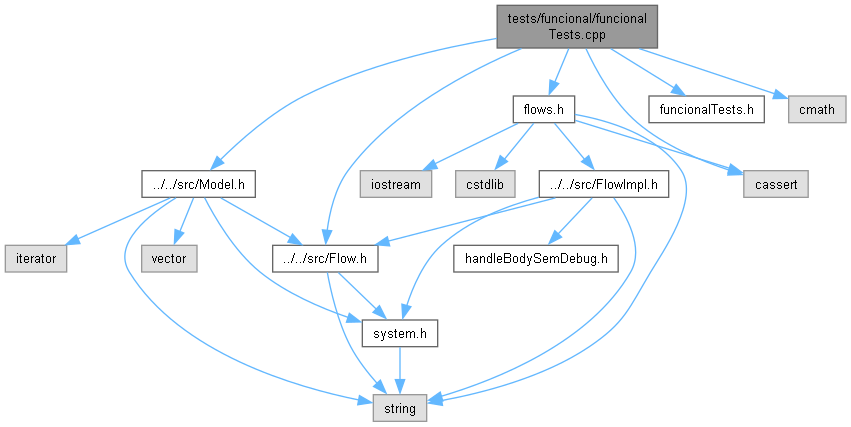 tests/funcional/funcional
Tests.cpp
flows.h
funcionalTests.h
cmath
../../src/Model.h
iostream
cstdlib
../../src/FlowImpl.h
cassert
iterator
vector
../../src/Flow.h
handleBodySemDebug.h
system.h
string